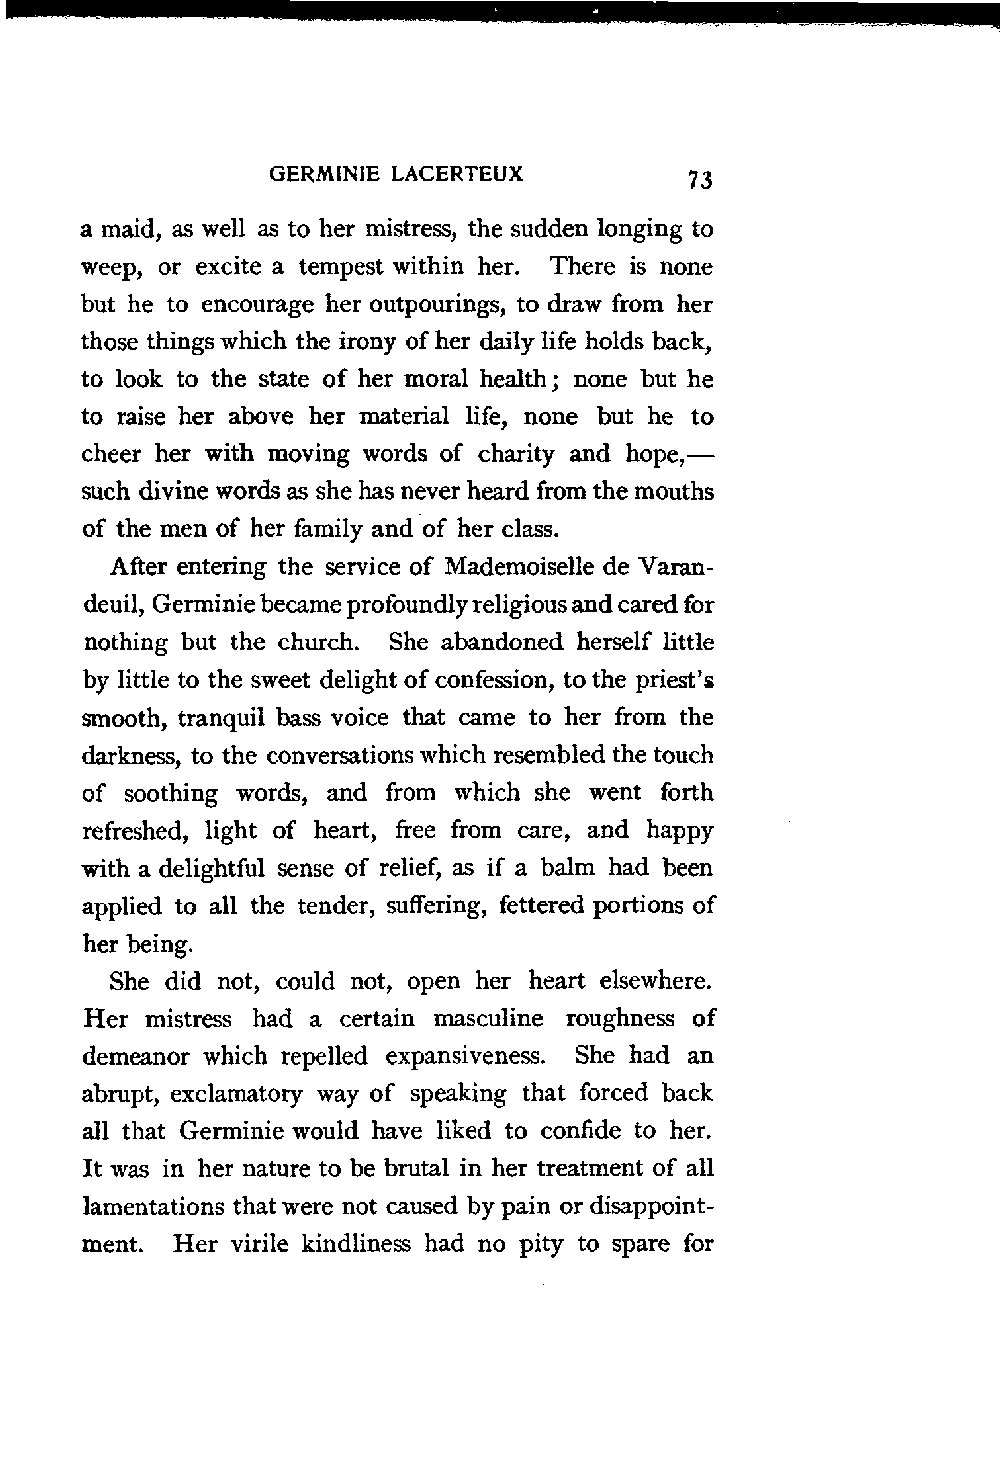 GERMINIE LACERTEUX 73
a maid, as well as to her mistress, the sudden longing to
weep, or excite a tempest within her. There is none
but he to encourage her outpourings, to draw from her
those things which the irony of her daily life holds back,
to look to the state of her moral health; none but he
to raise her above her material life, none but he to
cheer her with moving words of charity and hope,—
such divine words as she has never heard from the mouths
of the men of her family and of her class.
After entering the service of Mademoiselle de Varan-
deuil, Germinie became profoundly religious and cared for
nothing but the church. She abandoned herself little
by little to the sweet delight of confession, to the priest's
smooth, tranquil bass voice that came to her from the
darkness, to the conversations which resembled the touch
of soothing words, and from which she went forth
refreshed, light of heart, free from care, and happy
with a delightful sense of relief, as if a balm had been
applied to all the tender, suffering, fettered portions of
her being.
She did not, could not, open her heart elsewhere.
Her mistress had a certain masculine roughness of
demeanor which repelled expansiveness. She had an
abrupt, exclamatory way of speaking that forced back
all that Germinie would have liked to confide to her.
It was in her nature to be brutal in her treatment of all
lamentations that were not caused by pain or disappoint-
ment. Her virile kindliness had no pity to spare for